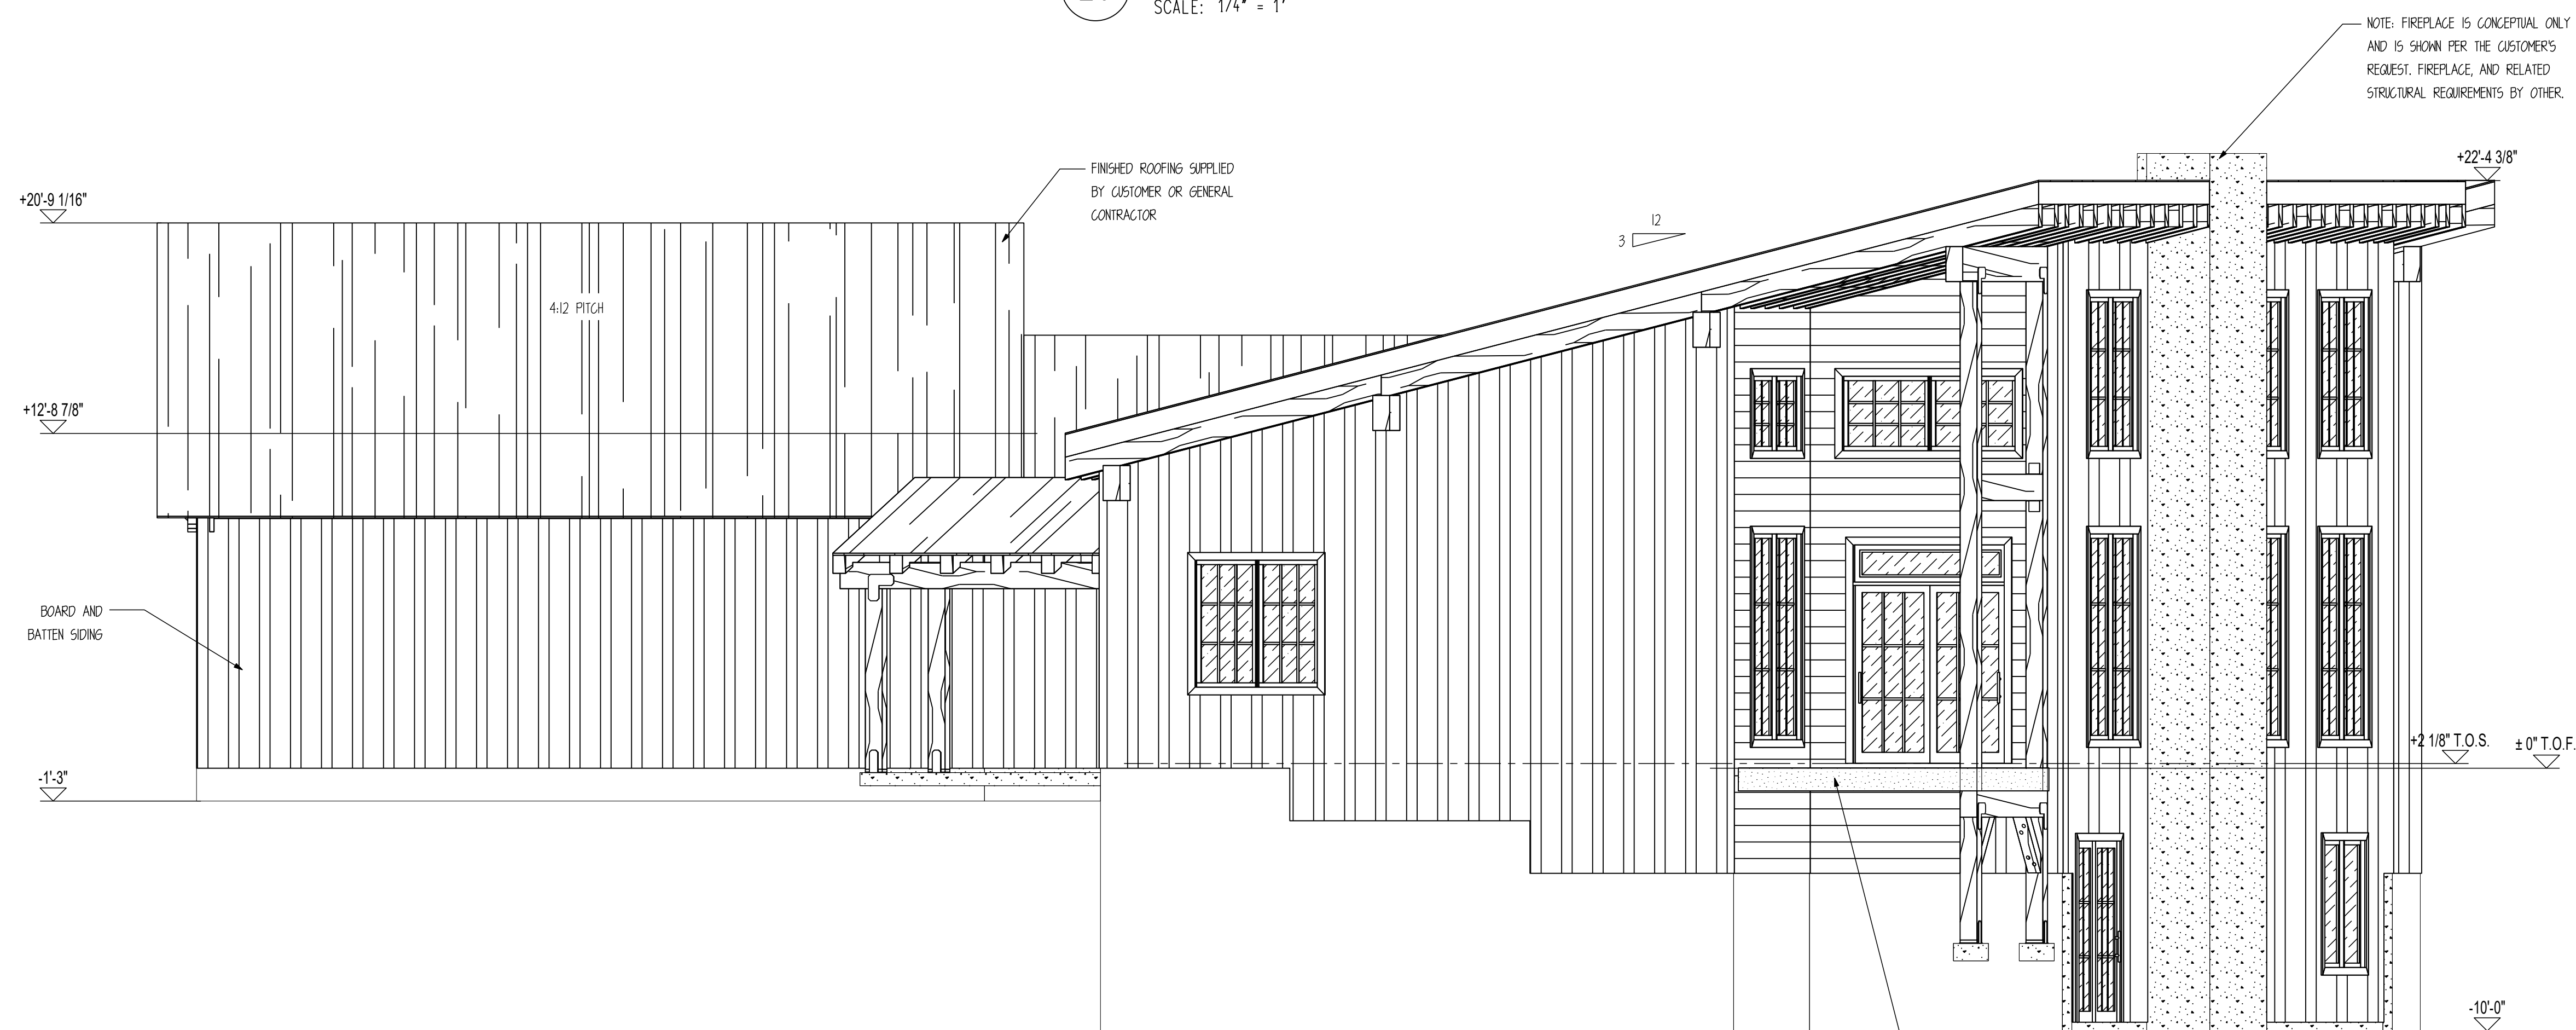 SCALE: 1/4" = 1'
NOTE: FIREPLACE IS CONCEPTUAL ONLY
AND IS SHOWN PER THE CUSTOMER'S
REQUEST. FIREPLACE, AND RELATED
STRUCTURAL REQUIREMENTS BY OTHER.
+22'-4 3/8"
FINISHED ROOFING SUPPLIED
BY CUSTOMER OR GENERAL
CONTRACTOR
+20'-9 1/16"
12
3
4:12 PITCH
+12'-8 7/8"
BOARD AND
BATTEN SIDING
+2 1/8" T.O.S.
± 0" T.O.F.
-1'-3"
-10'-0"